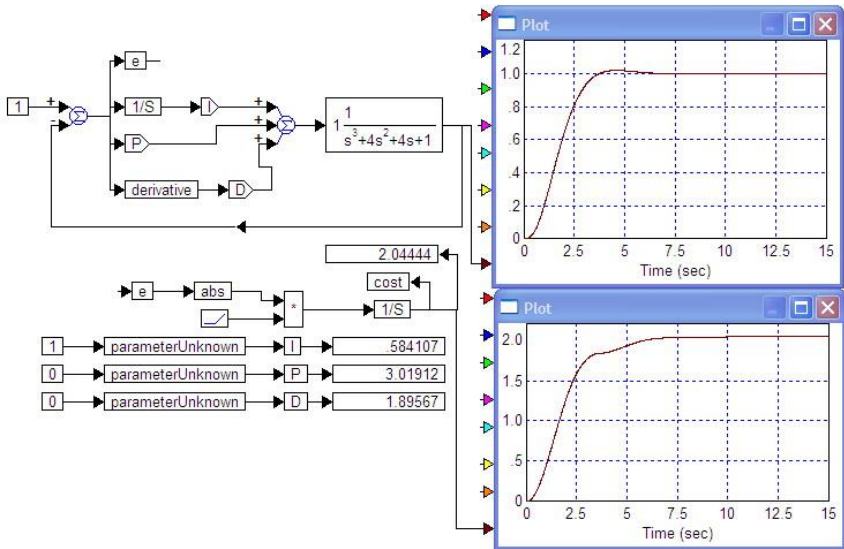 e
1
+
-
Σ
1/S
I
P
derivative
D
+
+
+
Σ
1 1
s³+4s²+4s+1
Plot
1.2
1.0
.8
.6
.4
.2
0
0 2.5 5 7.5 10 12.5 15
Time (sec)
2.04444
cost
e
abs
*
1/S
1 parameterUnknown I .584107
0 parameterUnknown P 3.01912
0 parameterUnknown D 1.89567
Plot
2.0
1.5
1.0
.5
0
0 2.5 5 7.5 10 12.5 15
Time (sec)